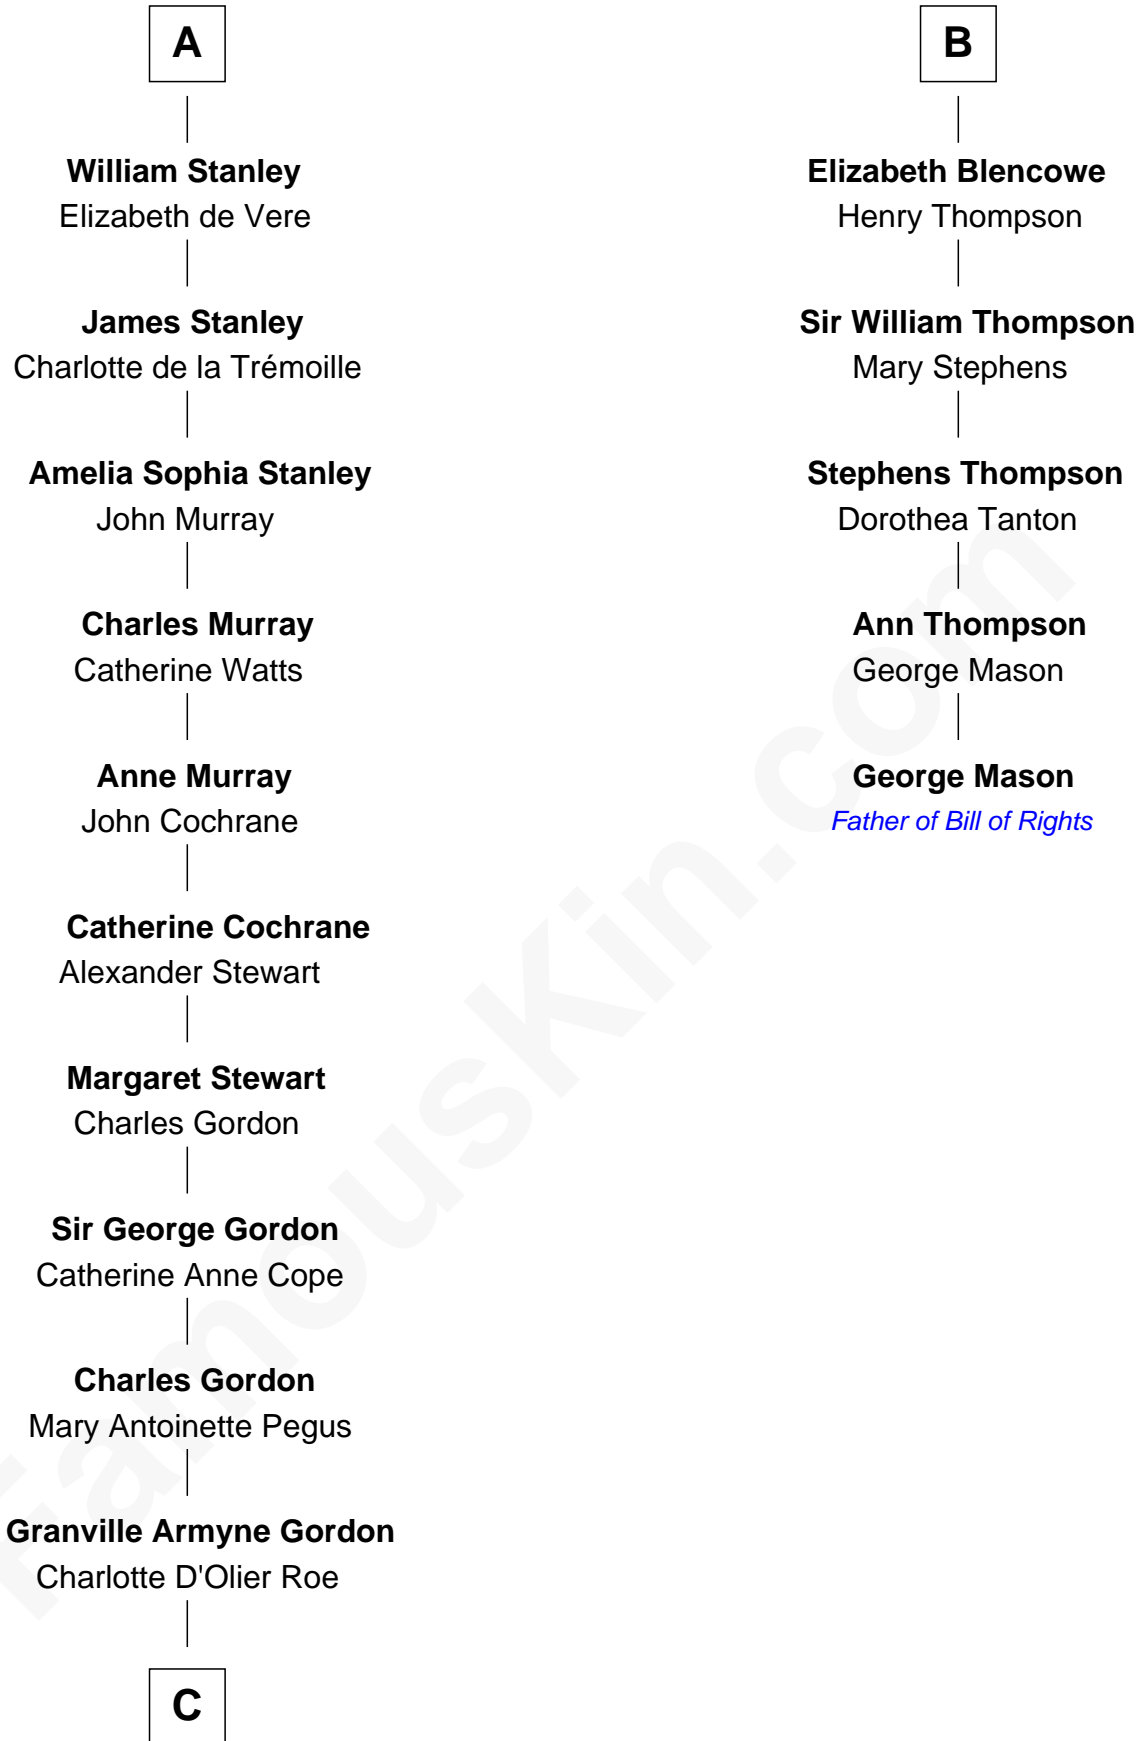 A
William Stanley
Elizabeth de Vere
James Stanley
Charlotte de la Trémoille
Amelia Sophia Stanley
John Murray
Charles Murray
Catherine Watts
Anne Murray
John Cochrane
Catherine Cochrane
Alexander Stewart
Margaret Stewart
Charles Gordon
Sir George Gordon
Catherine Anne Cope
Charles Gordon
Mary Antoinette Pegus
Granville Armyne Gordon
Charlotte D'Olier Roe
C
B
Elizabeth Blencowe
Henry Thompson
Sir William Thompson
Mary Stephens
Stephens Thompson
Dorothea Tanton
Ann Thompson
George Mason
George Mason
Father of Bill of Rights
FamousKin.com